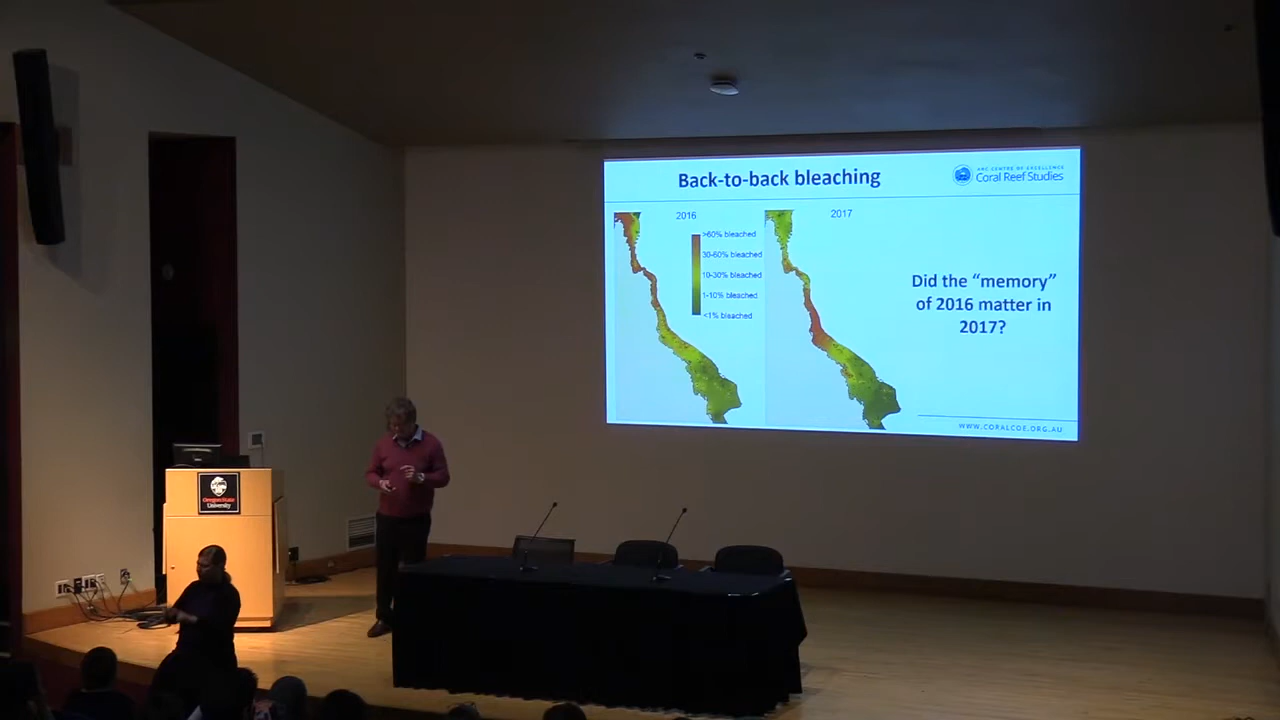 Back-to-back bleaching
ARC CENTRE OF EXCELLENCE
Coral Reef Studies
2016
2017
>60% bleached
30-60% bleached
10-30% bleached
1-10% bleached
<1% bleached
Did the “memory”
of 2016 matter in
2017?
WWW.CORALCOE.ORG.AU
Oregon State
University